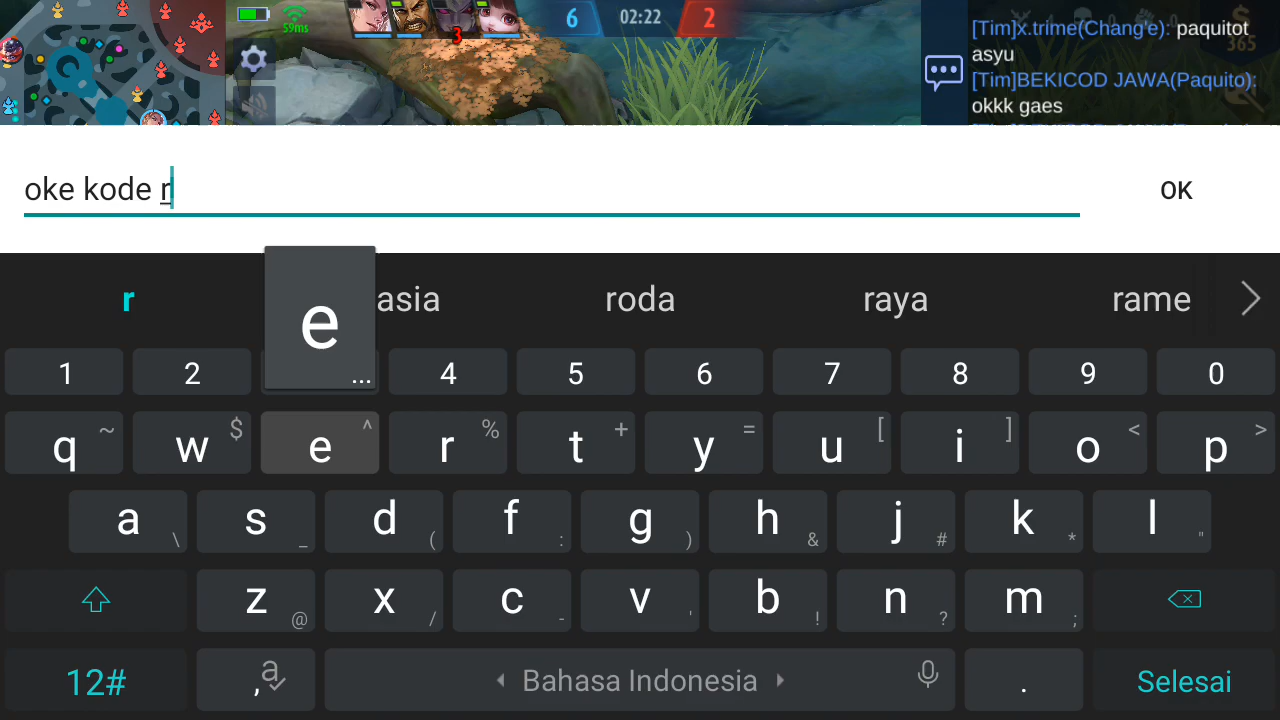 59ms
3
6 02:22 2
365
[Tim]x.trime(Chang'e): paquitot
asyu
[Tim]BEKICOD JAWA(Paquito):
okkk gaes
oke kode r
OK
r asia roda raya rame
e
...
1 2 4 5 6 7 8 9 0
q ~ w $ e ^ r % t + y = u [ i ] o < p >
a \ s _ d ( f : g ) h & j # k * l "
z @ x / c - v ' b ! n ? m ;
12# , a Bahasa Indonesia . Selesai